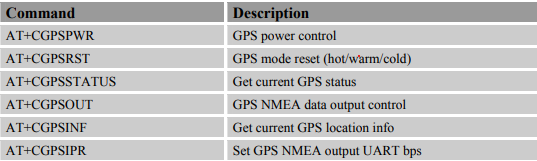 Command Description
AT+CGPSPWR GPS power control
AT+CGPSRST GPS mode reset (hot/warm/cold)
AT+CGPSSTATUS Get current GPS status
AT+CGPSOUT GPS NMEA data output control
AT+CGPSINF Get current GPS location info
AT+CGPSIPR Set GPS NMEA output UART bps